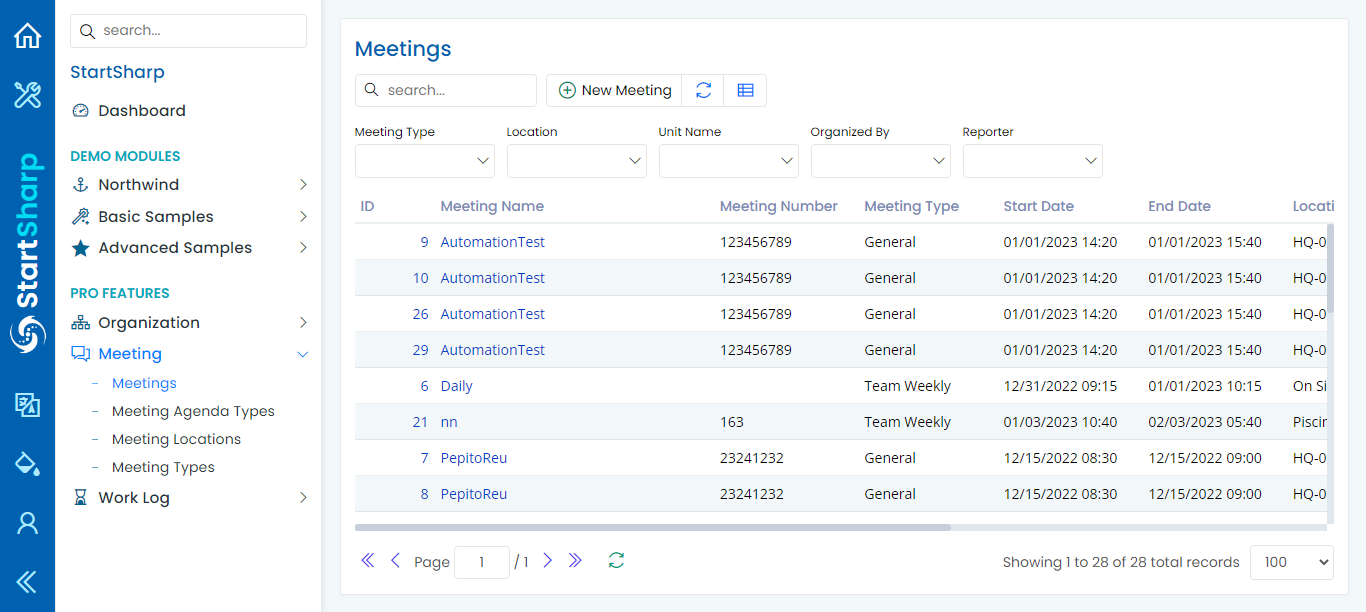 search...
StartSharp
Dashboard
DEMO MODULES
Northwind
Basic Samples
Advanced Samples
PRO FEATURES
Organization
Meeting
Meetings
Meeting Agenda Types
Meeting Locations
Meeting Types
Work Log
StartSharp
Meetings
search...
New Meeting
Meeting Type Location Unit Name Organized By Reporter
ID Meeting Name Meeting Number Meeting Type Start Date End Date Locati
9 AutomationTest 123456789 General 01/01/2023 14:20 01/01/2023 15:40 HQ-0
10 AutomationTest 123456789 General 01/01/2023 14:20 01/01/2023 15:40 HQ-0
26 AutomationTest 123456789 General 01/01/2023 14:20 01/01/2023 15:40 HQ-0
29 AutomationTest 123456789 General 01/01/2023 14:20 01/01/2023 15:40 HQ-0
6 Daily Team Weekly 12/31/2022 09:15 01/01/2023 10:15 On Si
21 nn 163 Team Weekly 01/03/2023 10:40 02/03/2023 05:40 Piscin
7 PepitoReu 23241232 General 12/15/2022 08:30 12/15/2022 09:00 HQ-0
8 PepitoReu 23241232 General 12/15/2022 08:30 12/15/2022 09:00 HQ-0
Page 1 / 1 Showing 1 to 28 of 28 total records 100